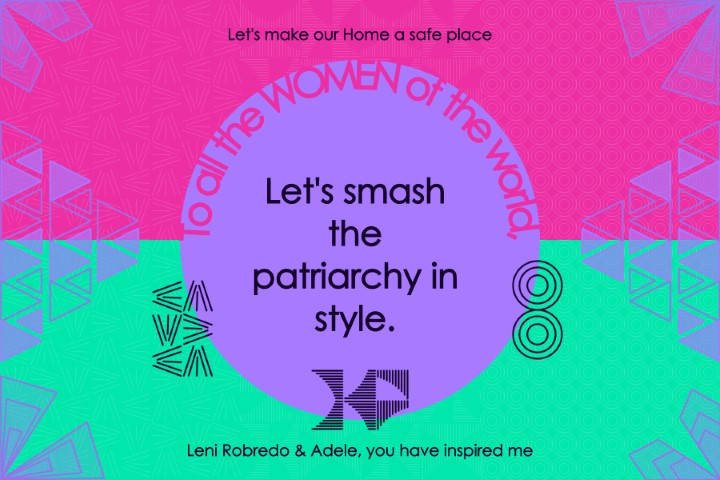 Let's make our Home a safe place
To all the WOMEN of the world,
Let's smash
the
patriarchy in
style.
Leni Robredo & Adele, you have inspired me